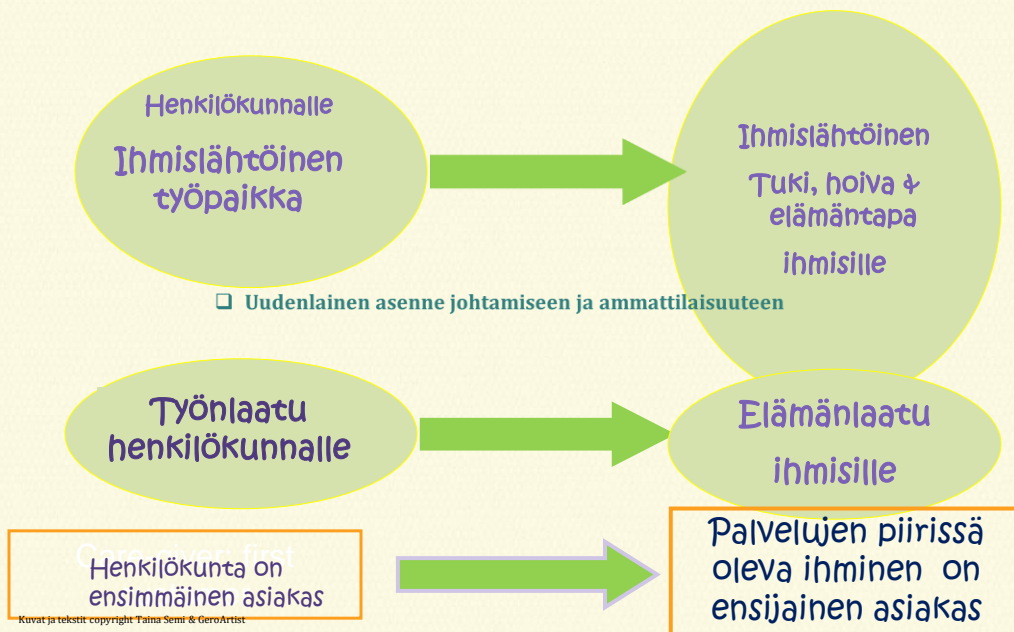 Henkilökunnalle
Ihmislähtöinen
työpaikka
Ihmislähtöinen
Tuki, hoiva &
elämäntapa
ihmisille
❑ Uudenlainen asenne johtamiseen ja ammattilaisuuteen
Työnlaatu
henkilökunnalle
Elämänlaatu
ihmisille
Henkilökunta on
ensimmäinen asiakas
Palvelujen piirissä
oleva ihminen on
ensijainen asiakas
Kuvat ja tekstit copyright Taina Semi & GeroArtist